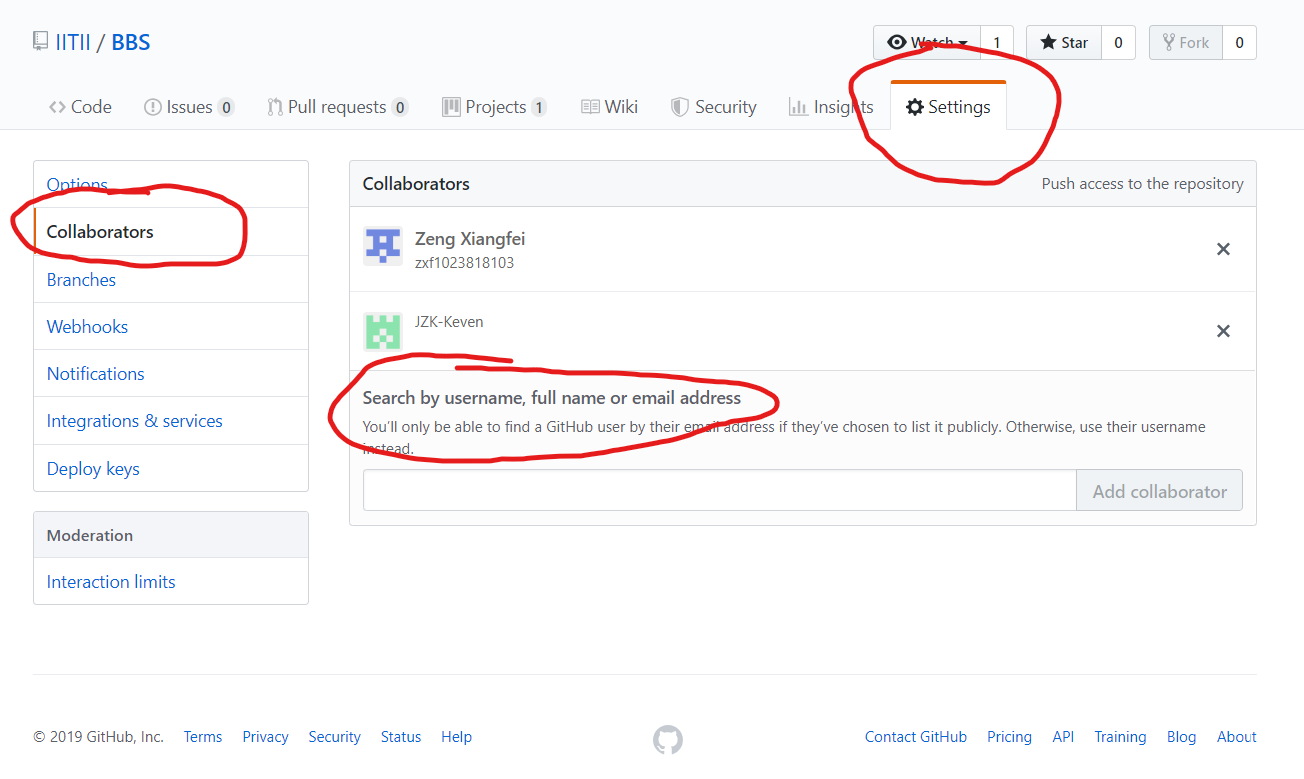 IITII / BBS
Watch 1 Star 0 Fork 0
Code Issues 0 Pull requests 0 Projects 1 Wiki Security Insights Settings
Options
Collaborators
Branches
Webhooks
Notifications
Integrations & services
Deploy keys
Moderation
Interaction limits
Collaborators Push access to the repository
Zeng Xiangfei
zxf1023818103
JZK-Keven
Search by username, full name or email address
You’ll only be able to find a GitHub user by their email address if they’ve chosen to list it publicly. Otherwise, use their username
instead.
Add collaborator
© 2019 GitHub, Inc. Terms Privacy Security Status Help Contact GitHub Pricing API Training Blog About